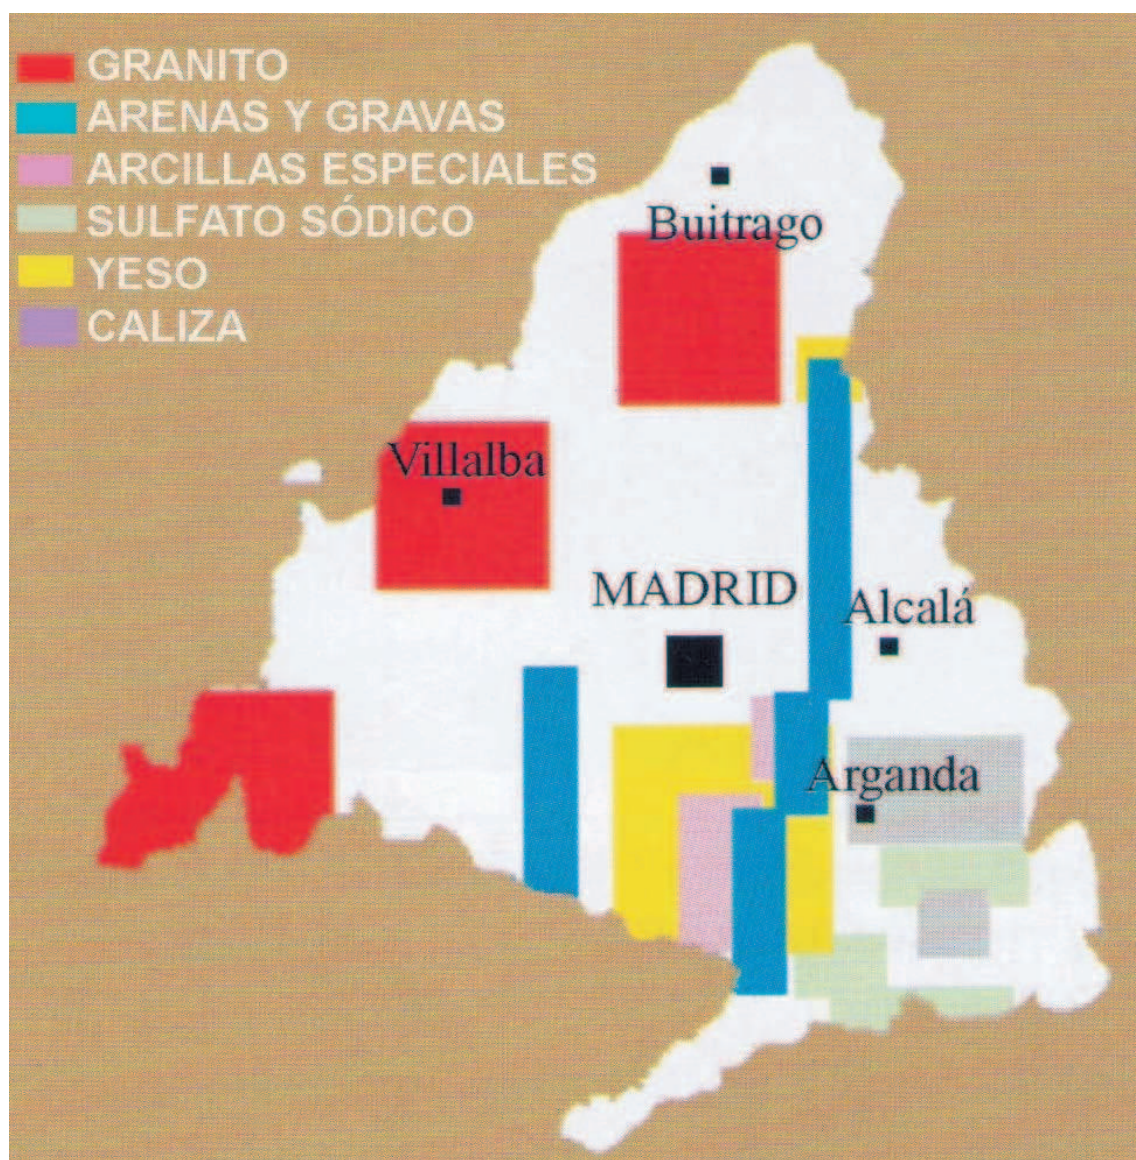 GRANITO
ARENAS Y GRAVAS
ARCILLAS ESPECIALES
SULFATO SÓDICO
YESO
CALIZA
Buitrago
Villalba
MADRID
Alcalá
Arganda